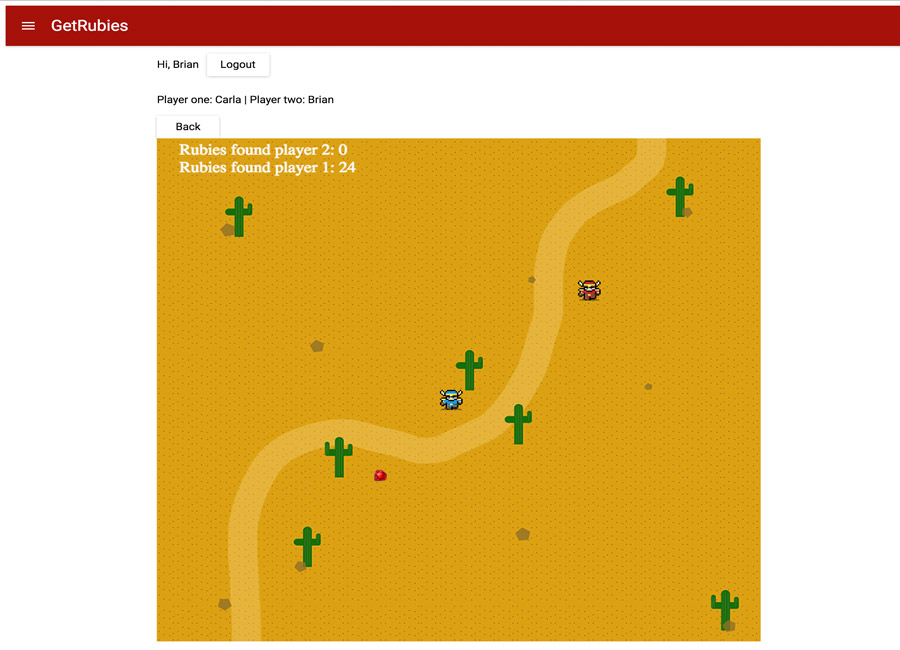 GetRubies
Hi, Brian Logout
Player one: Carla | Player two: Brian
Back
Rubies found player 2: 0
Rubies found player 1: 24